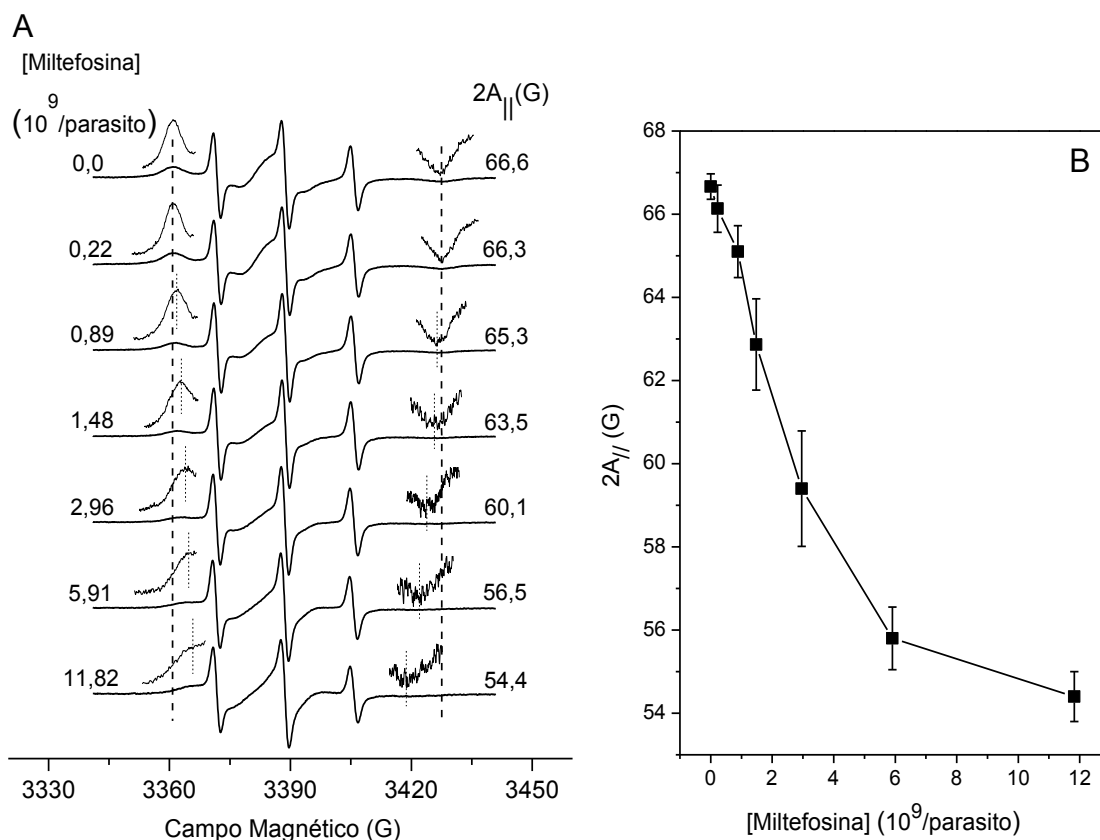 A
[Miltefosina]
(10^9/parasito)
2A_||(G)
0,0 66,6
0,22 66,3
0,89 65,3
1,48 63,5
2,96 60,1
5,91 56,5
11,82 54,4
3330 3360 3390 3420 3450
Campo Magnético (G)
B
68
66
64
62
60
58
56
54
2A_// (G)
0 2 4 6 8 10 12
[Miltefosina] (10^9/parasito)